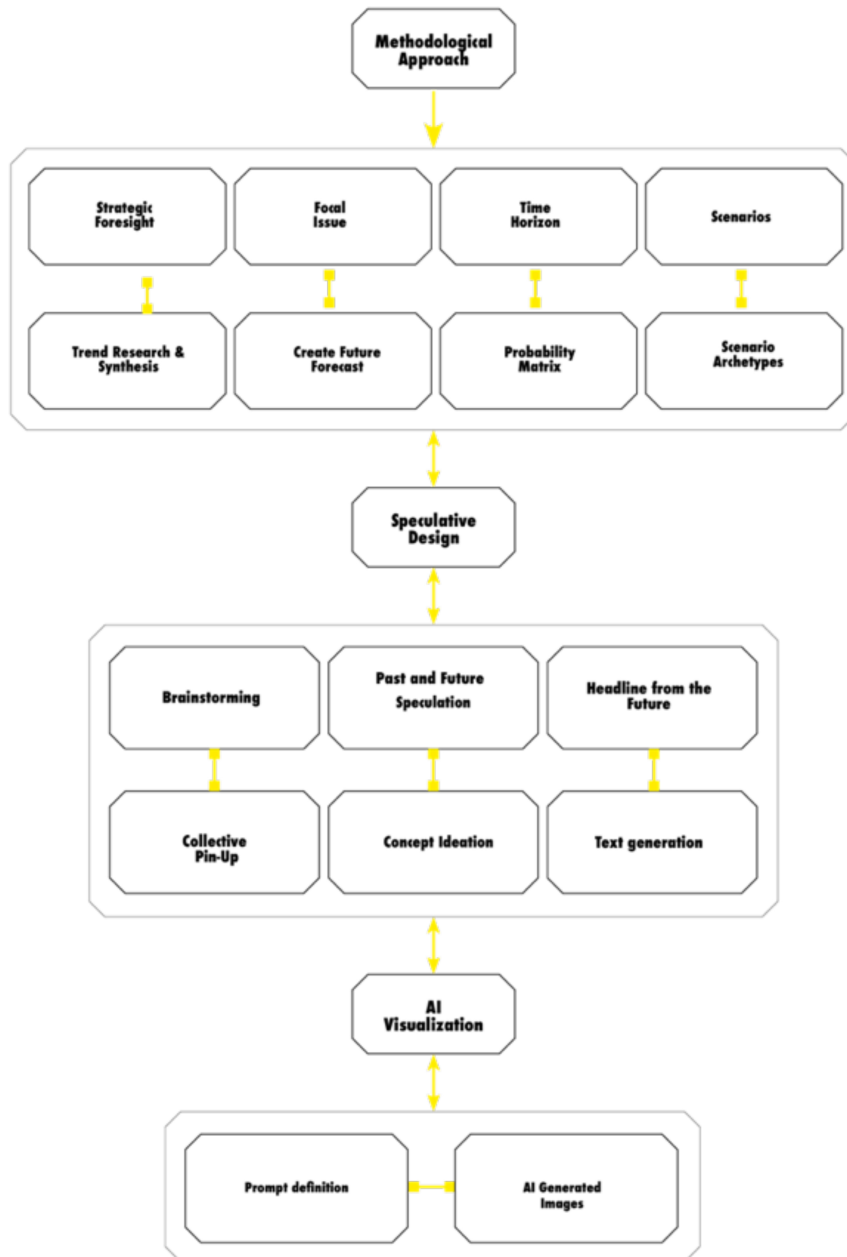 Methodological
Approach
Strategic
Foresight
Focal
Issue
Time
Horizon
Scenarios
Trend Research &
Synthesis
Create Future
Forecast
Probability
Matrix
Scenario
Archetypes
Speculative
Design
Brainstorming
Past and Future
Speculation
Headline from the
Future
Collective
Pin-Up
Concept Ideation
Text generation
AI
Visualization
Prompt definition
AI Generated
Images